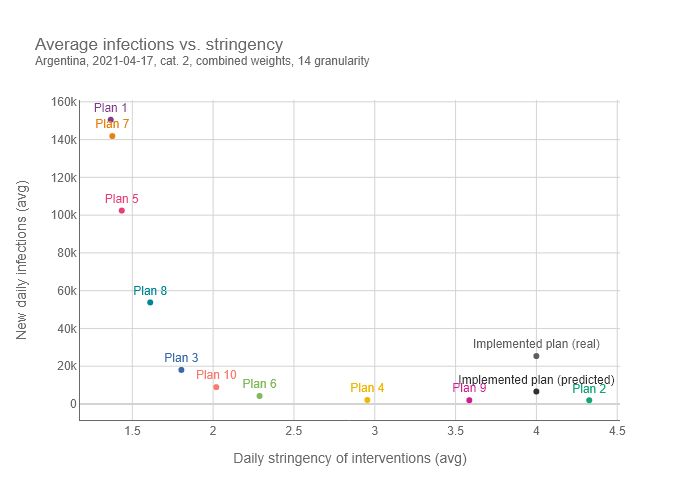 Average infections vs. stringency
Argentina, 2021-04-17, cat. 2, combined weights, 14 granularity
160k
Plan 1
Plan 7
140k
120k
Plan 5
100k
80k
Plan 8
60k
40k
Implemented plan (real)
Plan 3
20k
Plan 10
Implemented plan (predicted)
Plan 6
Plan 4
Plan 9
Plan 2
0
1.5
2
2.5
3
3.5
4
4.5
New daily infections (avg)
Daily stringency of interventions (avg)